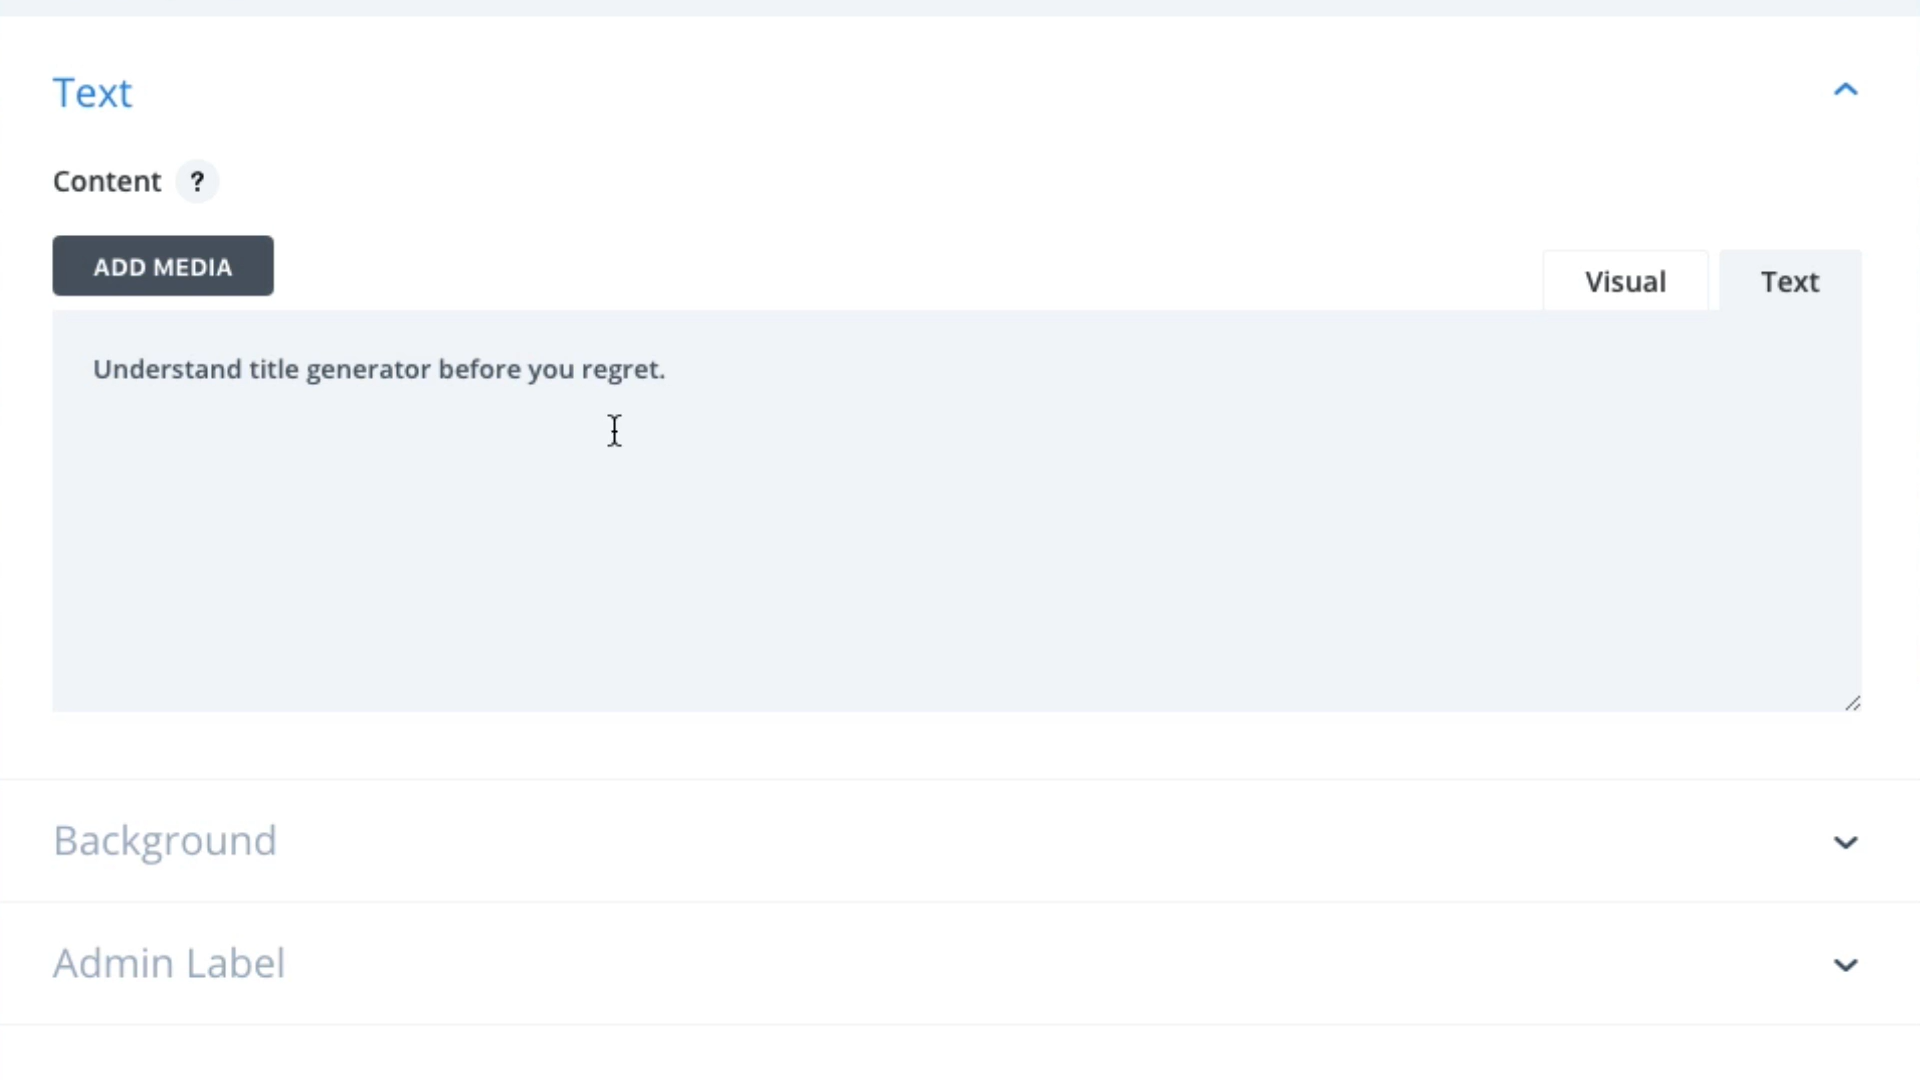 Text
Content ?
ADD MEDIA
Visual Text
Understand title generator before you regret.
Background
Admin Label